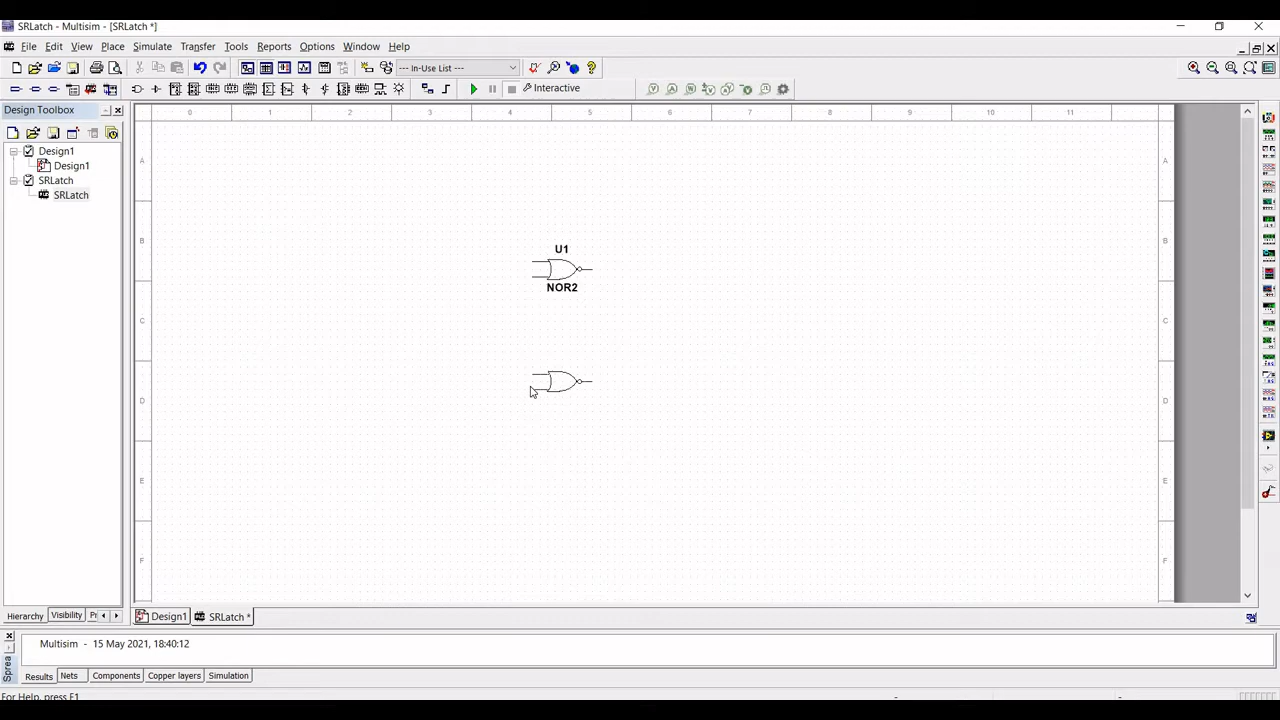 SRLatch - Multisim - [SRLatch *]
File Edit View Place Simulate Transfer Tools Reports Options Window Help
--- In-Use List ---
Interactive
Design Toolbox
0 1 2 3 4 5 6 7 8 9 10 11
Design1
Design1
SRLatch
SRLatch
A A
B B
U1
NOR2
C C
D D
E E
F F
Hierarchy Visibility
Design1 SRLatch *
Multisim - 15 May 2021, 18:40:12
Sprea
Results Nets Components Copper layers Simulation
For Help, press F1 - -